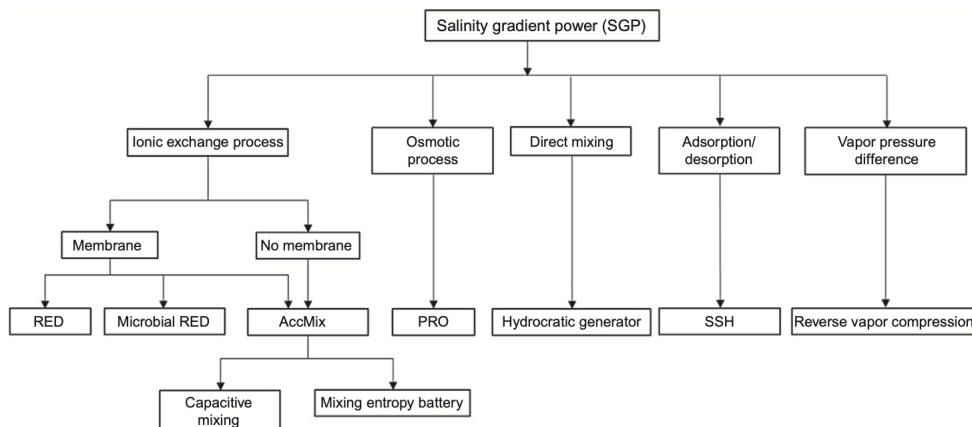 Salinity gradient power (SGP)
Ionic exchange process
Osmotic
process
Direct mixing
Adsorption/
desorption
Vapor pressure
difference
Membrane
No membrane
RED
Microbial RED
AccMix
PRO
Hydrocratic generator
SSH
Reverse vapor compression
Capacitive
mixing
Mixing entropy battery